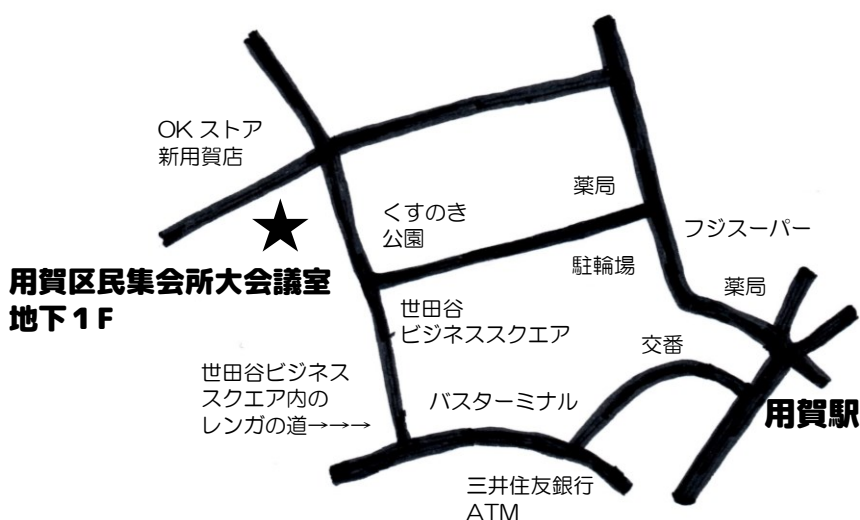 OK ストア
新用賀店
くすのき
公園
薬局
フジスーパー
駐輪場
薬局
用賀区民集会所大会議室
地下1F
世田谷
ビジネススクエア
交番
世田谷ビジネス
スクエア内の
レンガの道→→→
バスターミナル
用賀駅
三井住友銀行
ATM